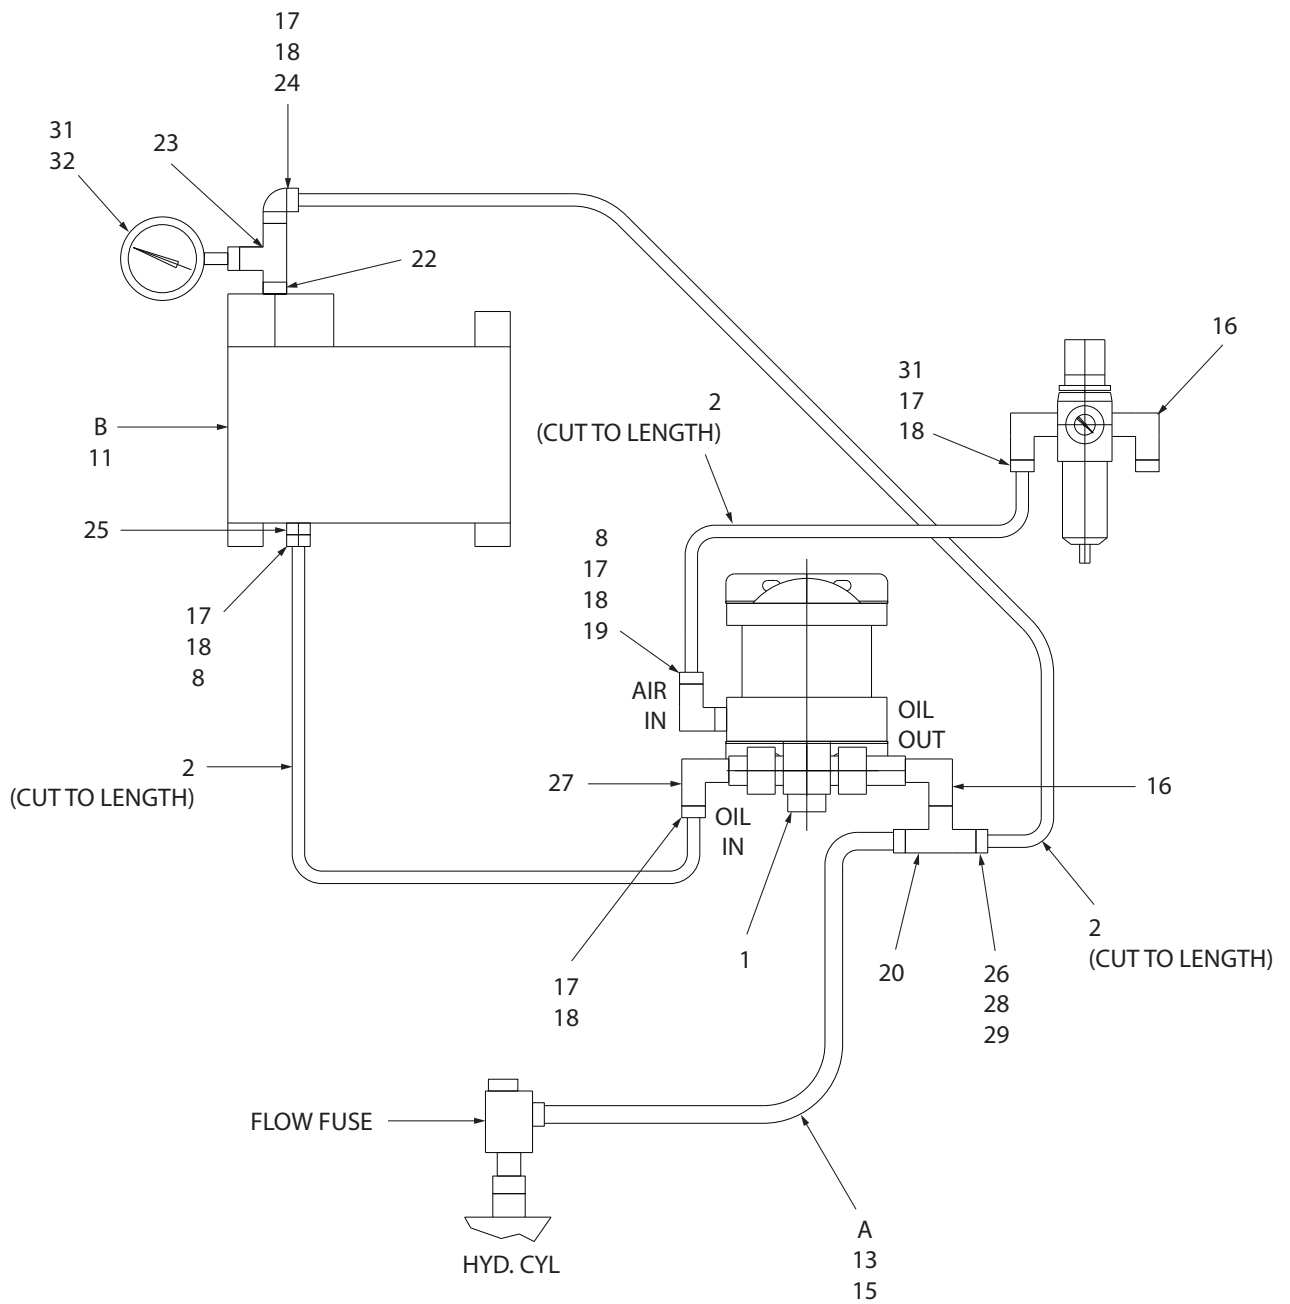 17
18
24
31
32
23
22
16
31
17
18
2
(CUT TO LENGTH)
B
11
25
8
17
18
19
17
18
8
AIR
IN
OIL
OUT
2
(CUT TO LENGTH)
27
16
OIL
IN
2
(CUT TO LENGTH)
1
20
26
28
29
17
18
FLOW FUSE
A
13
15
HYD. CYL